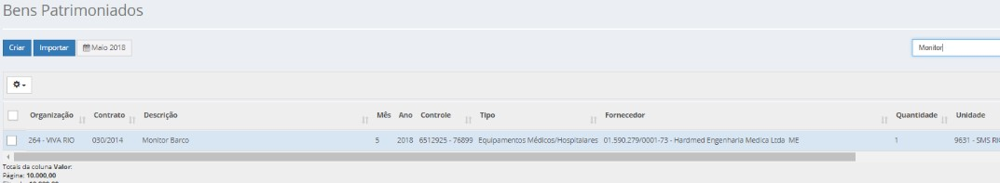 Bens Patrimoniados
Criar Importar Maio 2018 Monitor
Organização Contrato Descrição Mês Ano Controle Tipo Fornecedor Quantidade Unidade
264 - VIVA RIO 030/2014 Monitor Barco 5 2018 6512925 - 76899 Equipamentos Médicos/Hospitalares 01.590.279/0001-73 - Hardmed Engenharia Medica Ltda ME 1 9631 - SMS RI
Totais da coluna Valor:
Página: 10.000,00